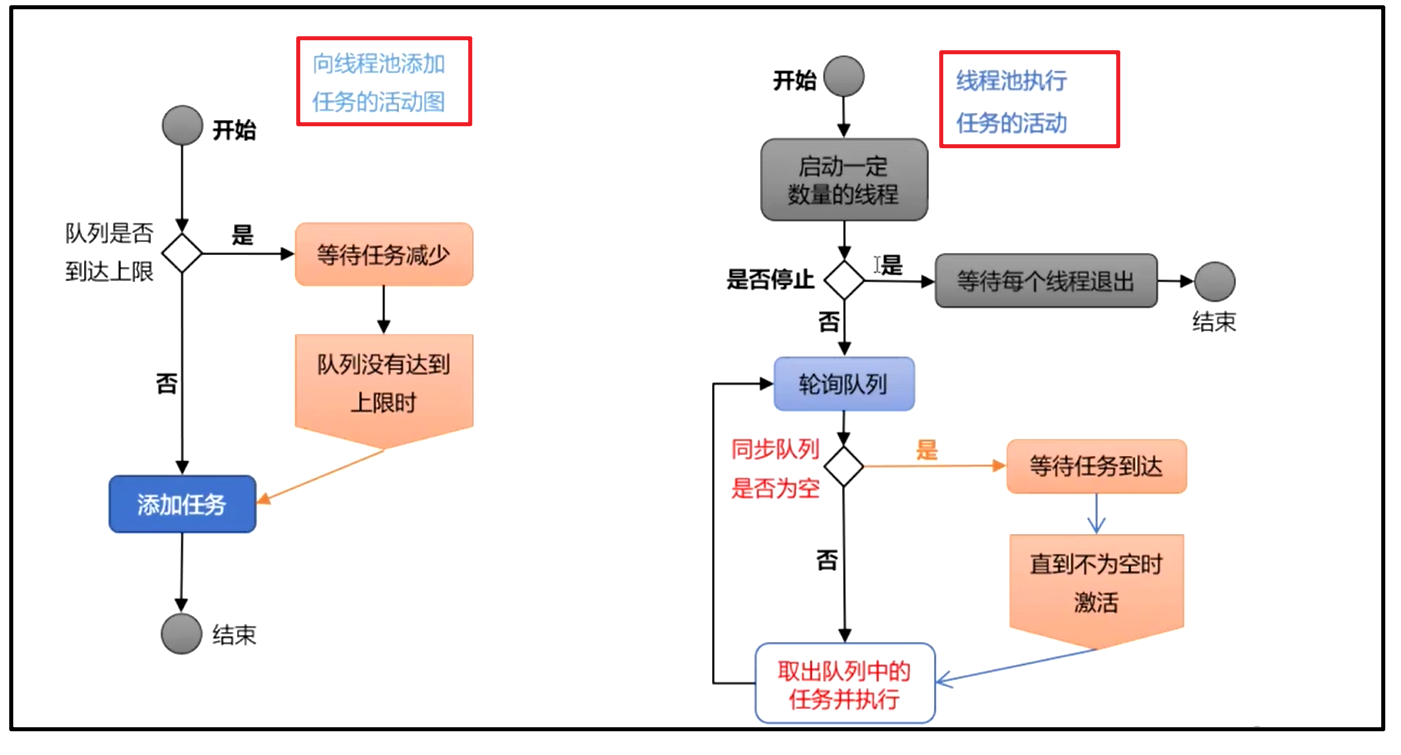 向线程池添加
任务的活动图
开始
队列是否
到达上限
是
等待任务减少
队列没有达到
上限时
否
添加任务
结束
线程池执行
任务的活动
开始
启动一定
数量的线程
是否停止
是
等待每个线程退出
结束
否
轮询队列
同步队列
是否为空
是
等待任务到达
直到不为空时
激活
否
取出队列中的
任务并执行